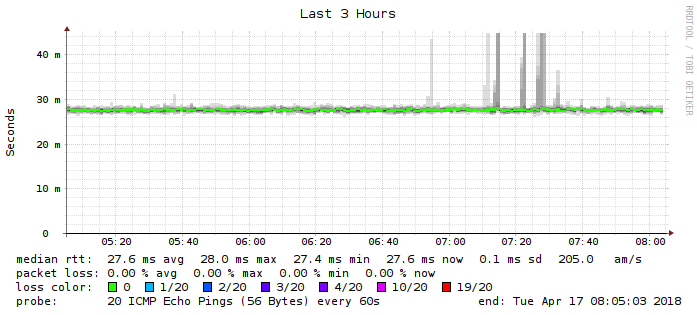 Last 3 Hours
RRDTOOL / TOBI OETIKER
Seconds
40 m
30 m
20 m
10 m
0
05:20 05:40 06:00 06:20 06:40 07:00 07:20 07:40 08:00
median rtt: 27.6 ms avg 28.0 ms max 27.4 ms min 27.6 ms now 0.1 ms sd 205.0 am/s
packet loss: 0.00 % avg 0.00 % max 0.00 % min 0.00 % now
loss color: 0 1/20 2/20 3/20 4/20 10/20 19/20
probe: 20 ICMP Echo Pings (56 Bytes) every 60s end: Tue Apr 17 08:05:03 2018